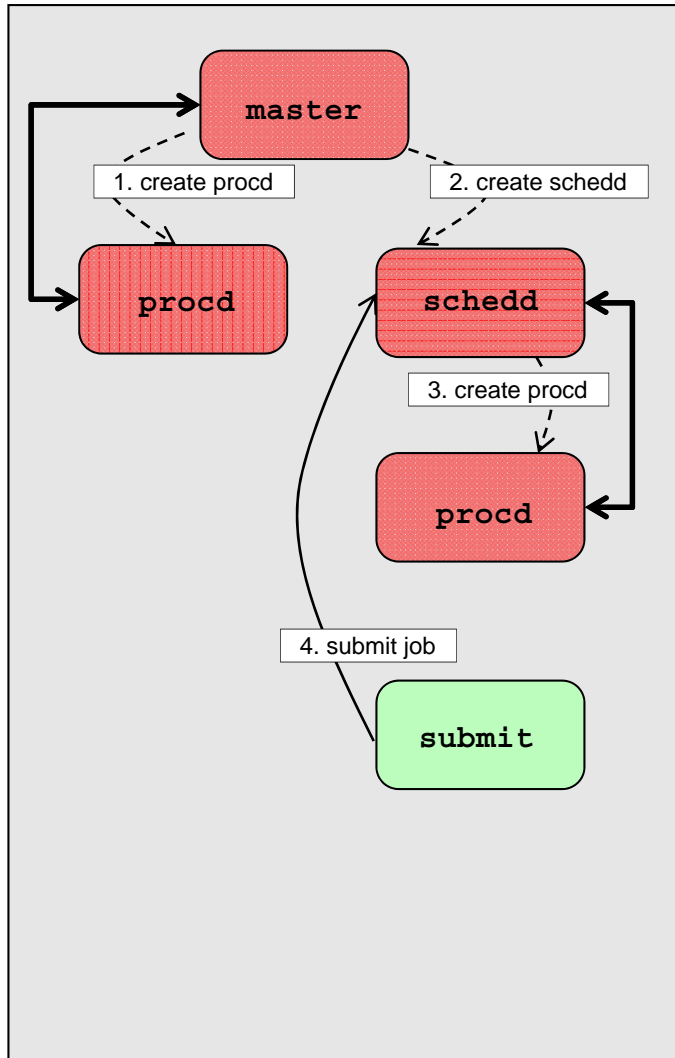 master
1. create procd
2. create schedd
procd
schedd
3. create procd
procd
4. submit job
submit